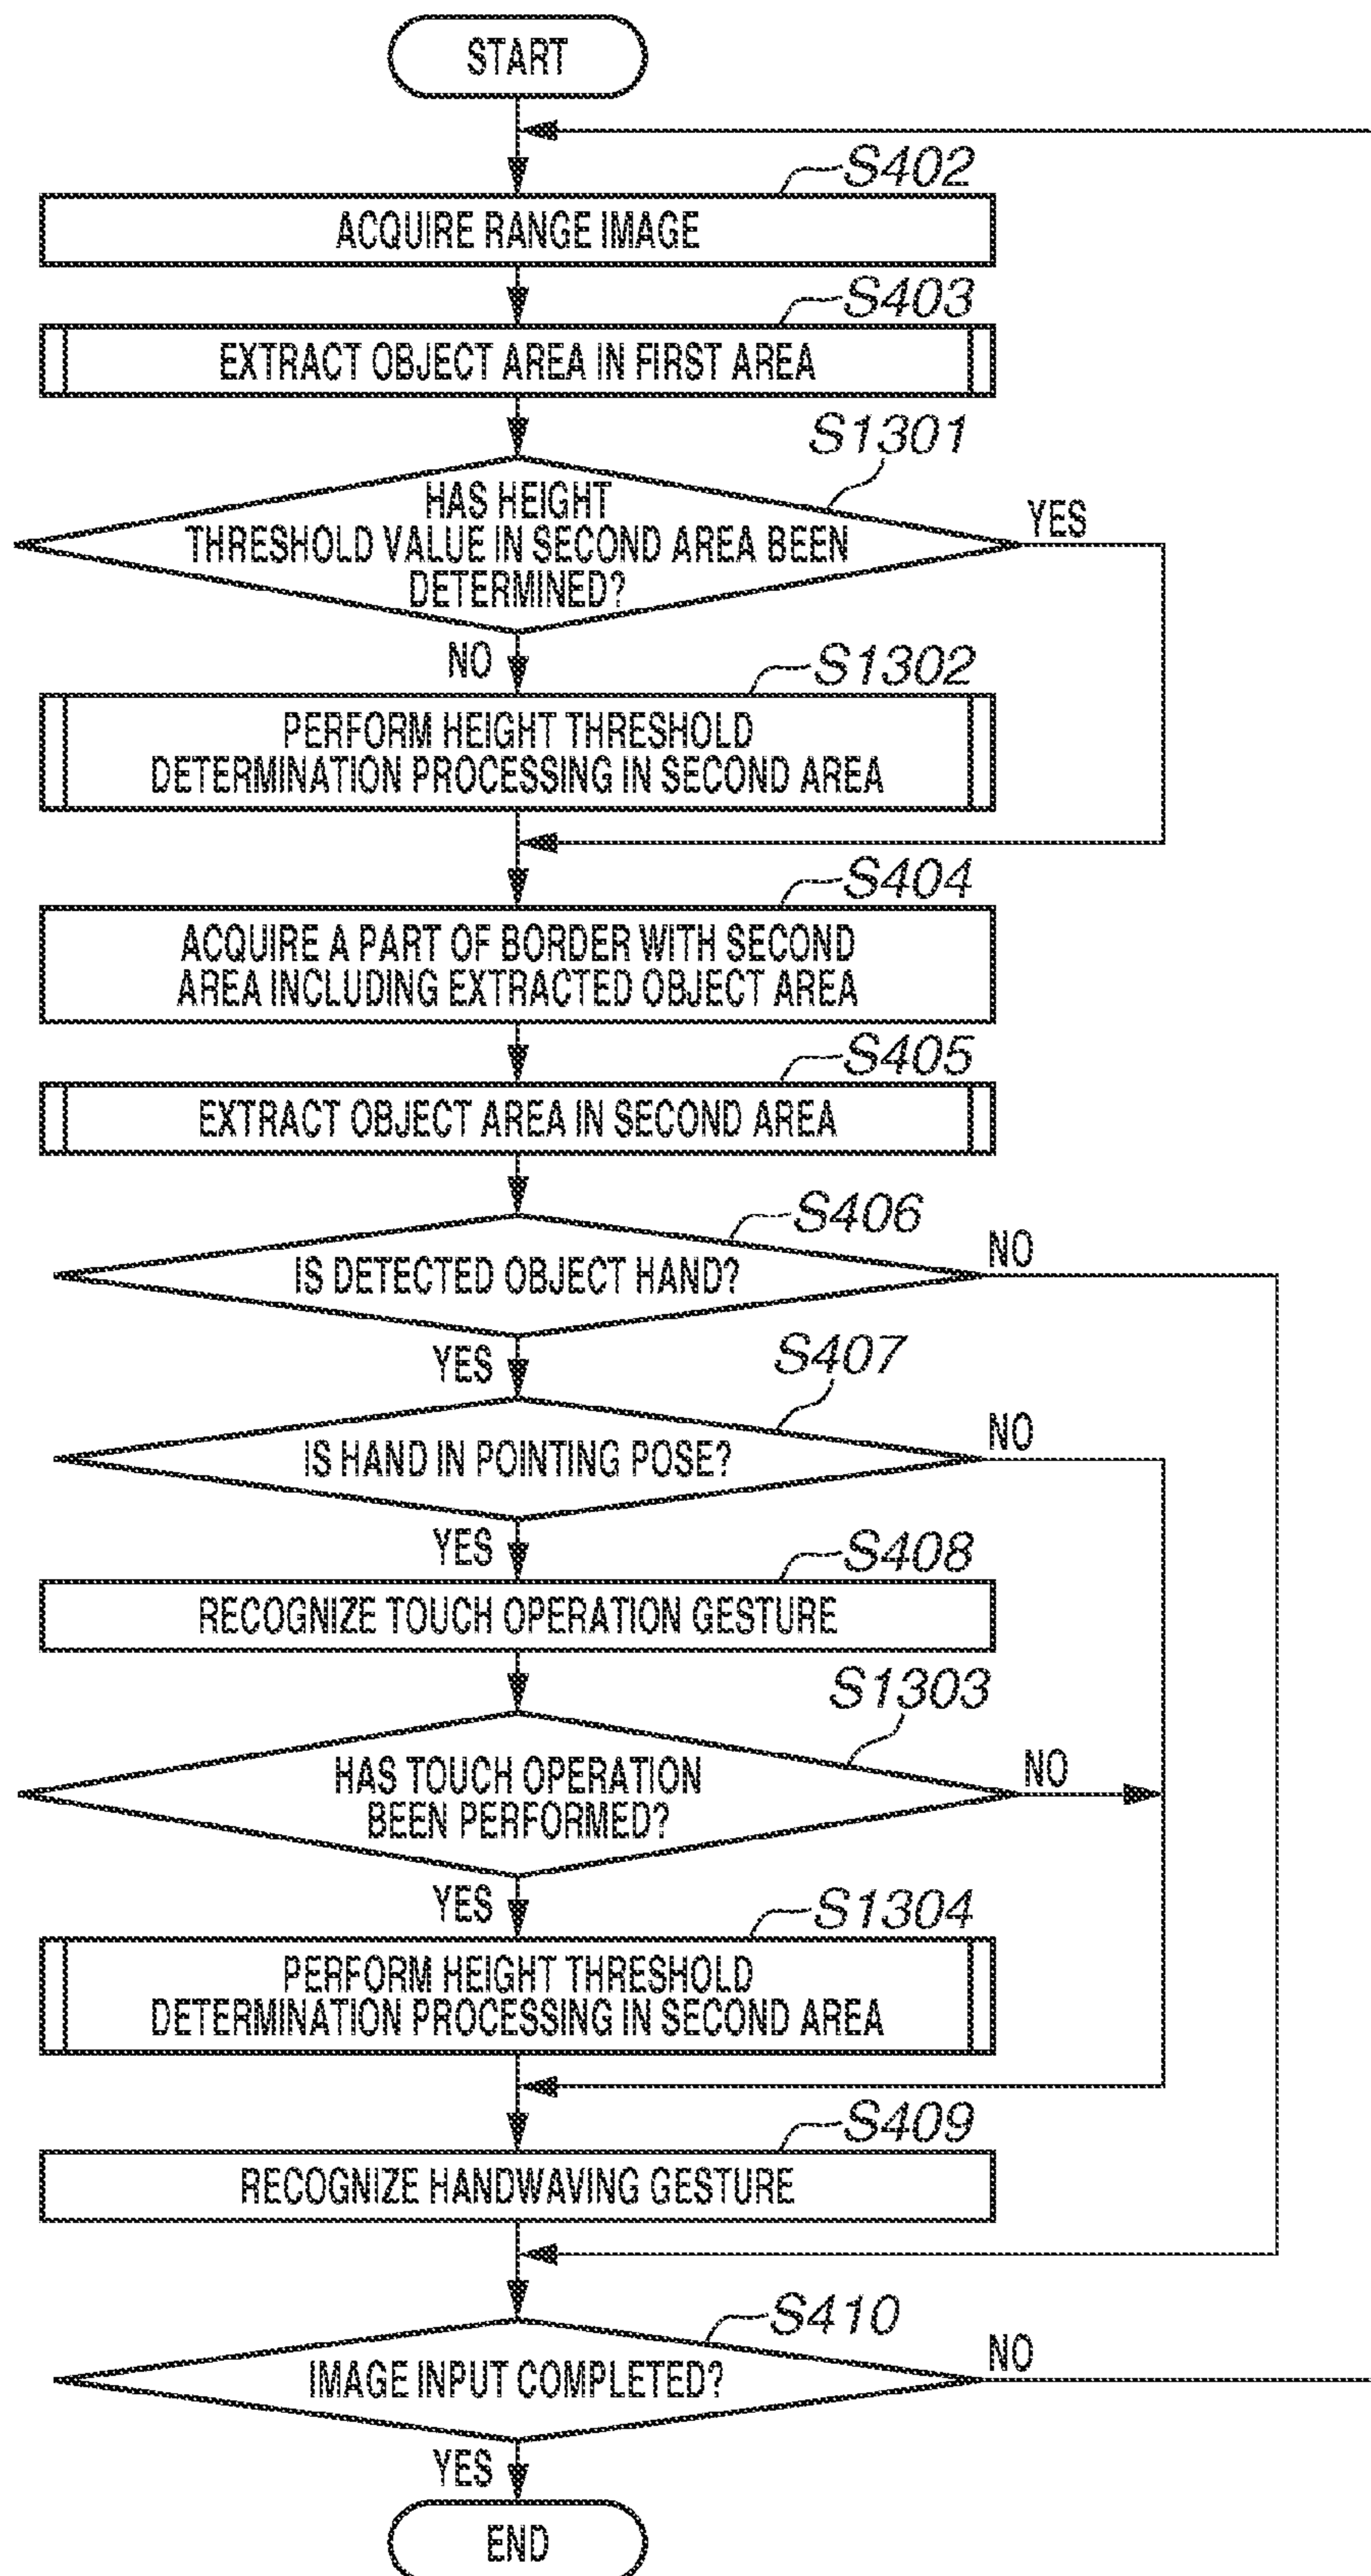 START
S402
ACQUIRE RANGE IMAGE
S403
EXTRACT OBJECT AREA IN FIRST AREA
S1301
HAS HEIGHT
THRESHOLD VALUE IN SECOND AREA BEEN
DETERMINED?
YES
NO
S1302
PERFORM HEIGHT THRESHOLD
DETERMINATION PROCESSING IN SECOND AREA
S404
ACQUIRE A PART OF BORDER WITH SECOND
AREA INCLUDING EXTRACTED OBJECT AREA
S405
EXTRACT OBJECT AREA IN SECOND AREA
S406
IS DETECTED OBJECT HAND?
NO
YES
S407
IS HAND IN POINTING POSE?
NO
YES
S408
RECOGNIZE TOUCH OPERATION GESTURE
S1303
HAS TOUCH OPERATION
BEEN PERFORMED?
NO
YES
S1304
PERFORM HEIGHT THRESHOLD
DETERMINATION PROCESSING IN SECOND AREA
S409
RECOGNIZE HANDWAVING GESTURE
S410
IMAGE INPUT COMPLETED?
NO
YES
END